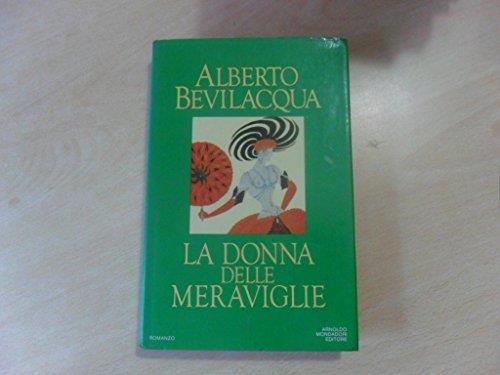 ALBERTO
BEVILACQUA
LA DONNA
DELLE
MERAVIGLIE
ROMANZO
ARNOLDO
MONDADORI
EDITORE